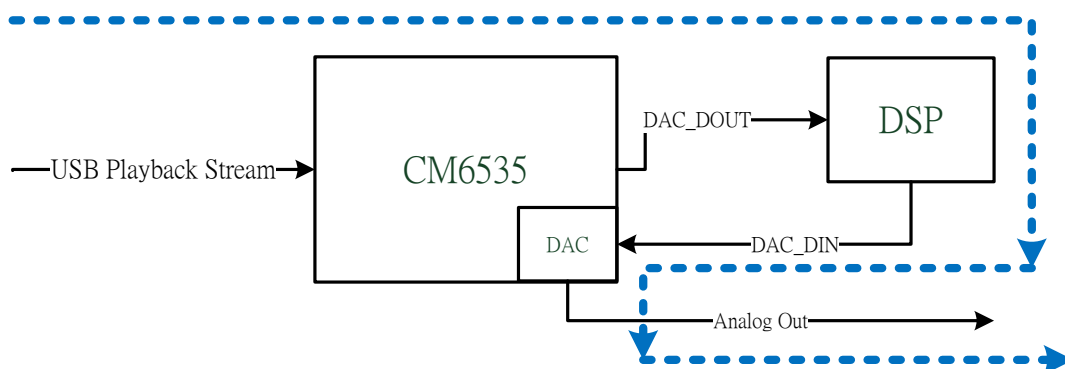 DAC_DOUT
DSP
USB Playback Stream
CM6535
DAC
DAC_DIN
Analog Out